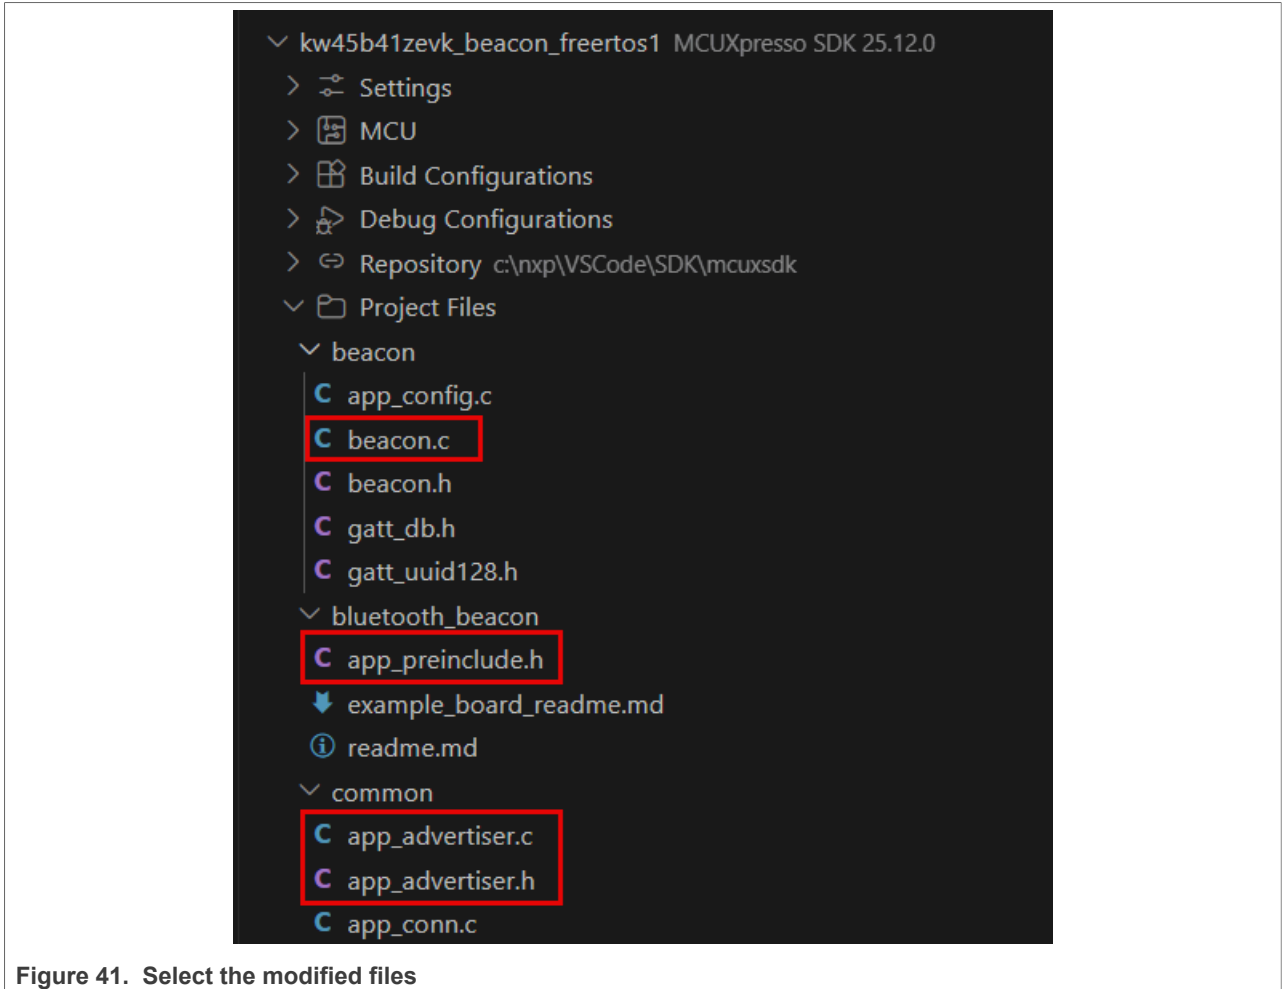 kw45b41zevk_beacon_freertos1 MCUXpresso SDK 25.12.0
Settings
MCU
Build Configurations
Debug Configurations
Repository c:\nxp\VSCode\SDK\mcuxsdk
Project Files
beacon
C app_config.c
C beacon.c
C beacon.h
C gatt_db.h
C gatt_uuid128.h
bluetooth_beacon
C app_preinclude.h
example_board_readme.md
readme.md
common
C app_advertiser.c
C app_advertiser.h
C app_conn.c
Figure 41. Select the modified files